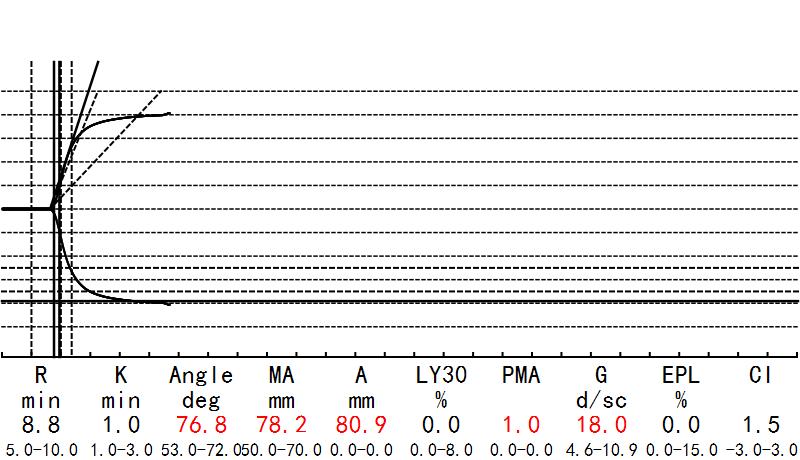 R K Angle MA A LY30 PMA G EPL CI
min min deg mm mm % d/sc %
8.8 1.0 76.8 78.2 80.9 0.0 1.0 18.0 0.0 1.5
5.0-10.0 1.0-3.0 53.0-72.0 50.0-70.0 0.0-0.0 0.0-8.0 0.0-0.0 4.6-10.9 0.0-15.0 -3.0-3.0